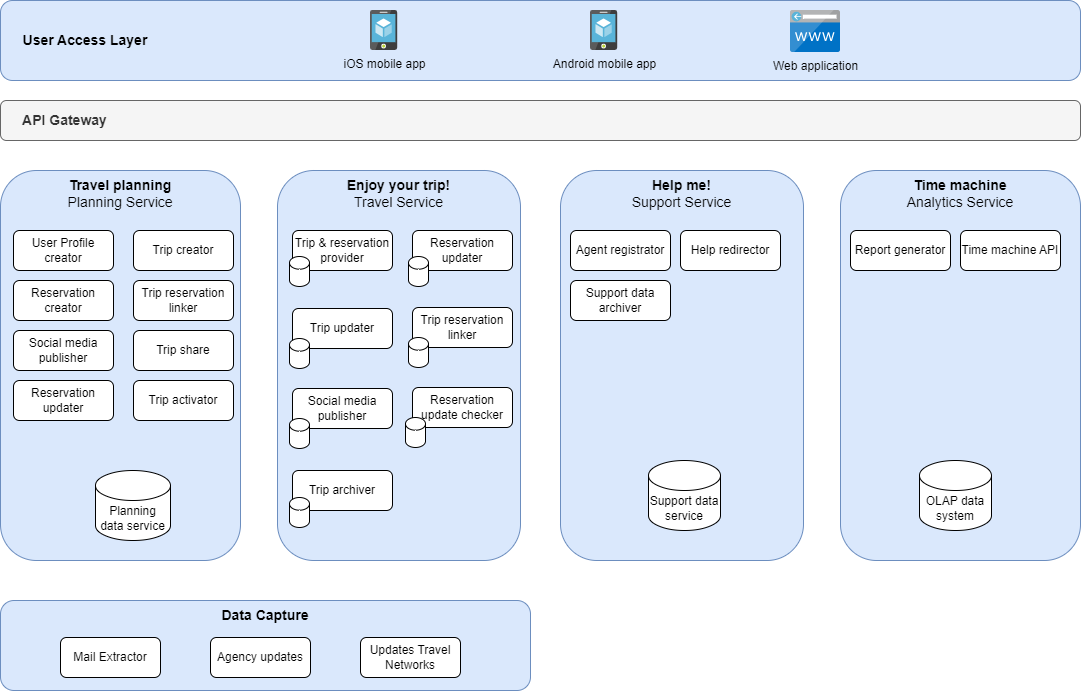 User Access Layer
iOS mobile app
Android mobile app
WWW
Web application
API Gateway
Travel planning
Planning Service
User Profile
creator
Trip creator
Reservation
creator
Trip reservation
linker
Social media
publisher
Trip share
Reservation
updater
Trip activator
Planning
data service
Enjoy your trip!
Travel Service
Trip & reservation
provider
Reservation
updater
Trip updater
Trip reservation
linker
Social media
publisher
Reservation
update checker
Trip archiver
Help me!
Support Service
Agent registrator
Help redirector
Support data
archiver
Support data
service
Time machine
Analytics Service
Report generator
Time machine API
OLAP data
system
Data Capture
Mail Extractor
Agency updates
Updates Travel
Networks